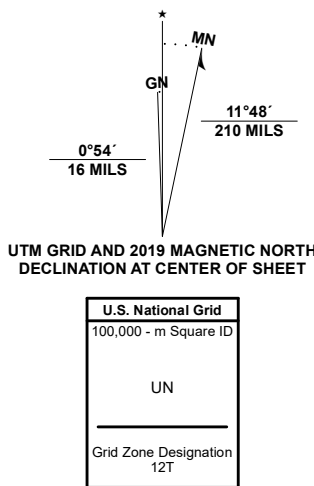 ★
MN
GN
11°48´
210 MILS
0°54´
16 MILS
UTM GRID AND 2019 MAGNETIC NORTH
DECLINATION AT CENTER OF SHEET
U.S. National Grid
100,000 - m Square ID
UN
Grid Zone Designation
12T